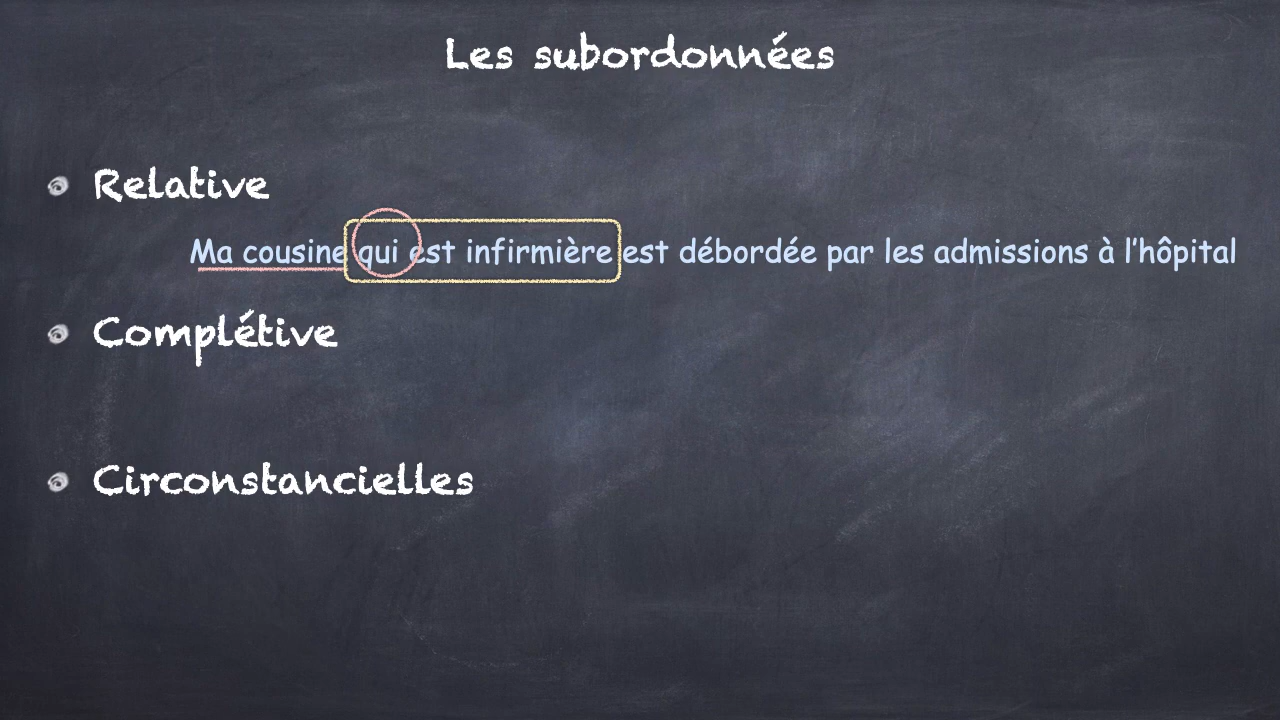 Les subordonnées
Relative
Ma cousine qui est infirmière est débordée par les admissions à l’hôpital
Complétive
Circonstancielles